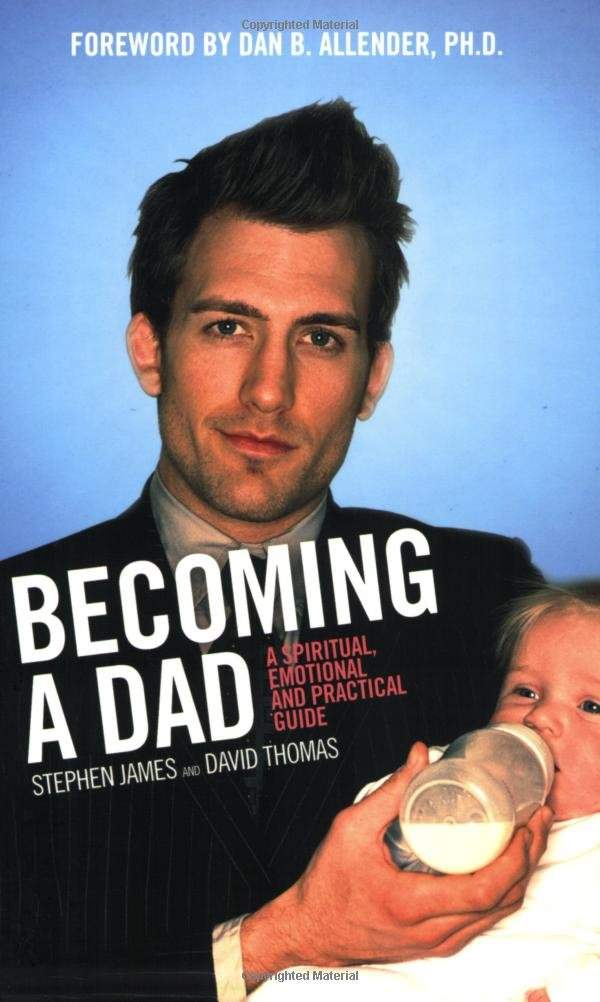 Copyrighted Material
FOREWORD BY DAN B. ALLENDER, PH.D.
BECOMING
A DAD
A SPIRITUAL,
EMOTIONAL
AND PRACTICAL
GUIDE
STEPHEN JAMES AND DAVID THOMAS
Copyrighted Material